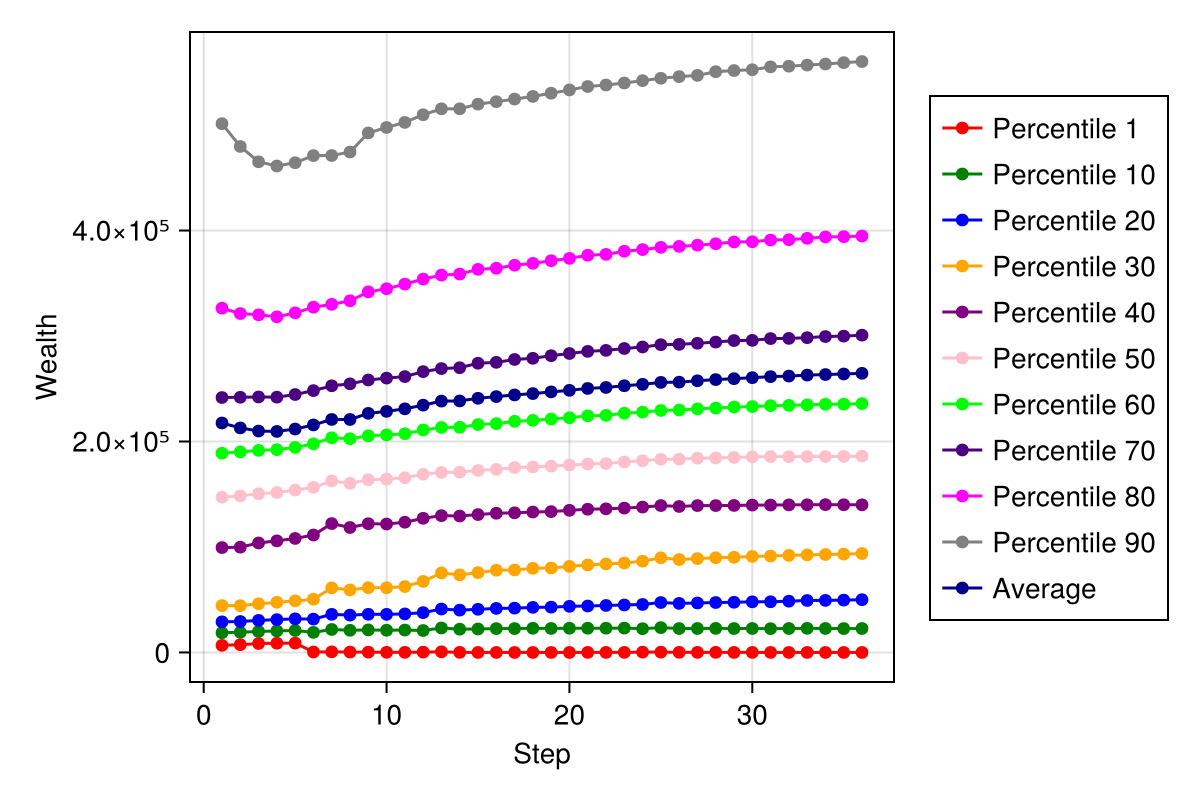 4.0×10⁵
2.0×10⁵
0
Wealth
0 10 20 30
Step
Percentile 1
Percentile 10
Percentile 20
Percentile 30
Percentile 40
Percentile 50
Percentile 60
Percentile 70
Percentile 80
Percentile 90
Average